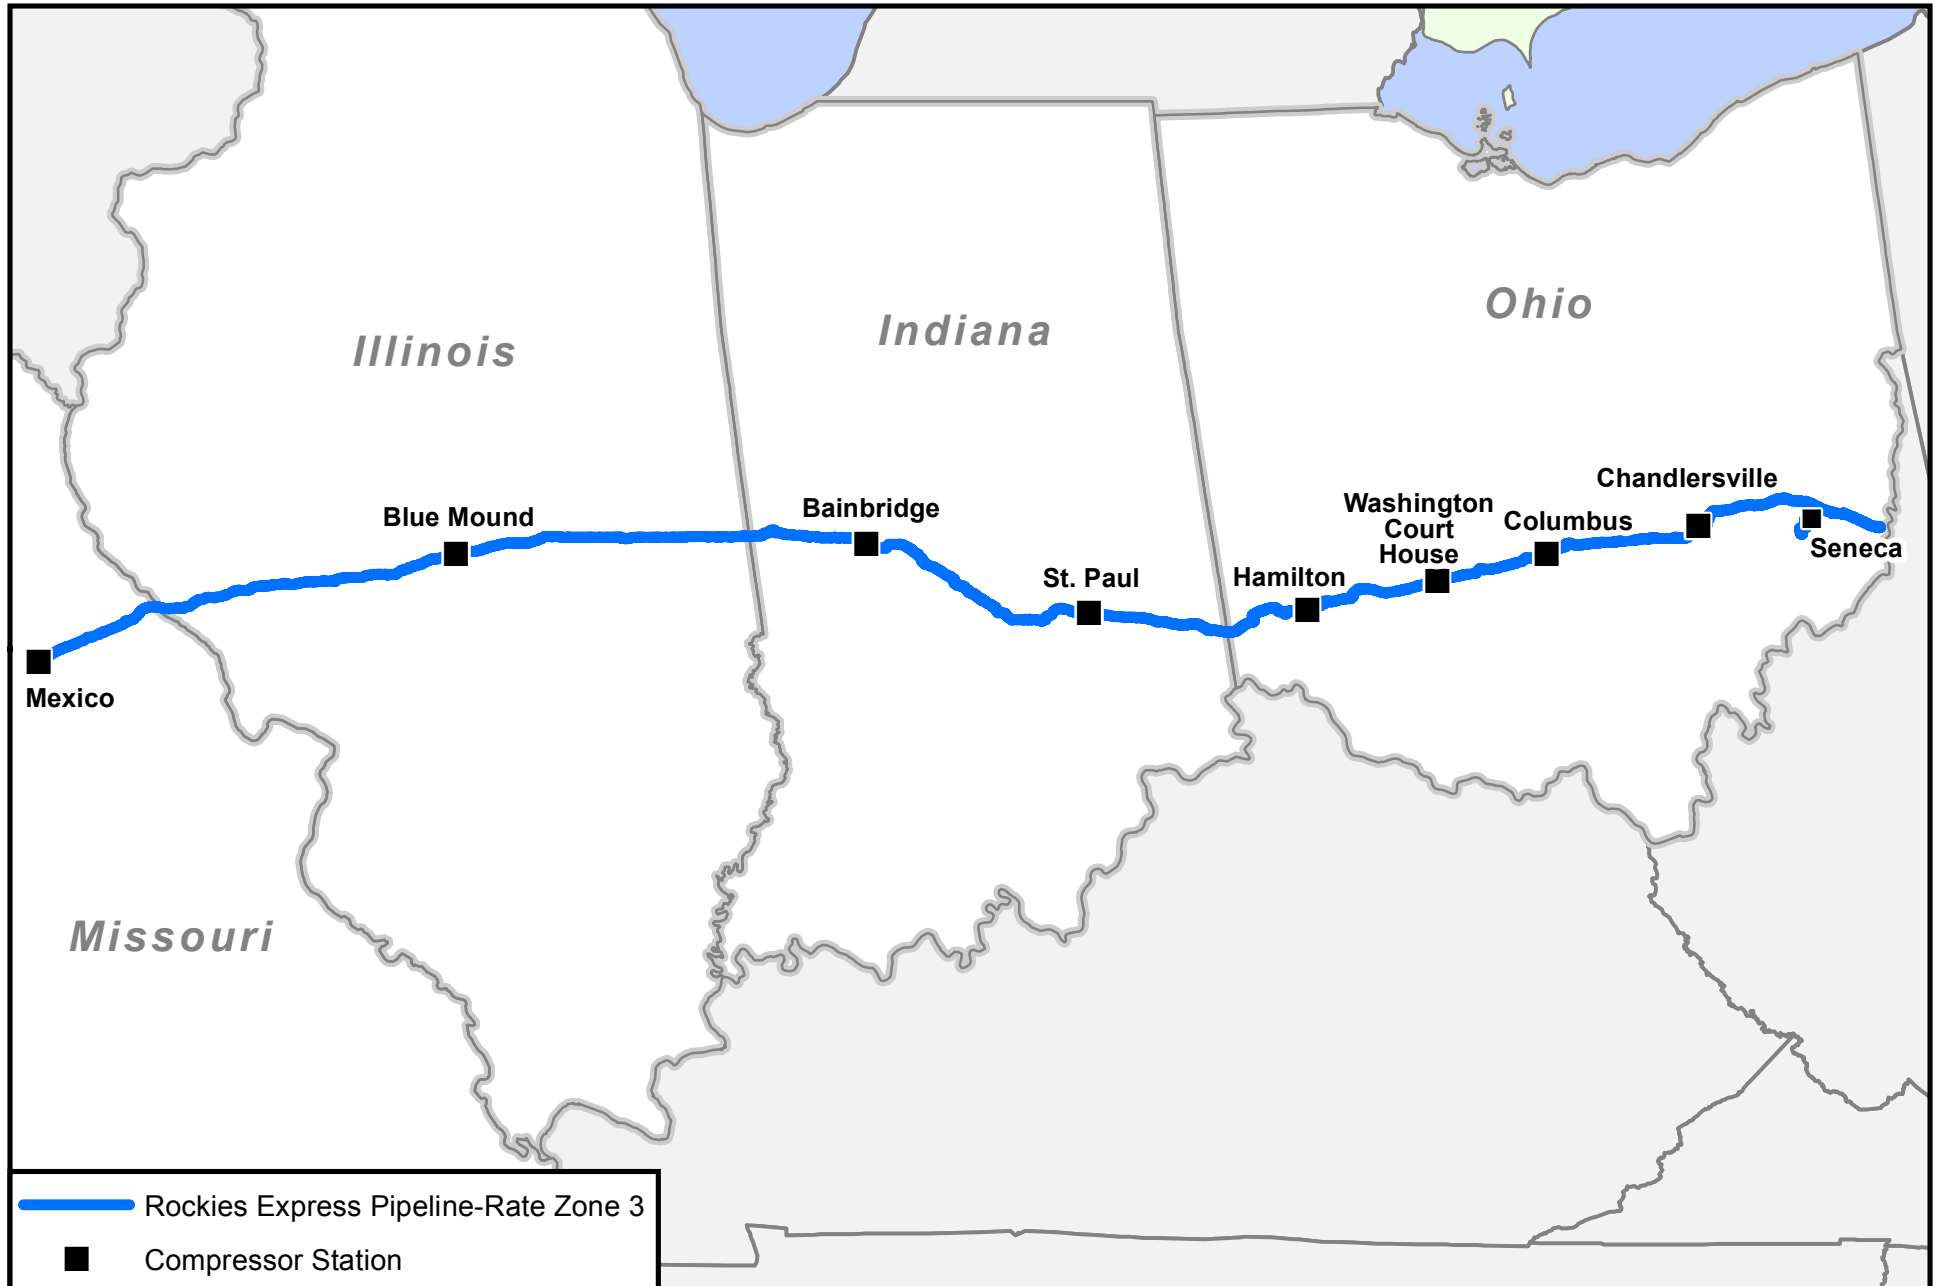 Ohio
Indiana
Illinois
Chandlersville
Washington
Court
House
Columbus
Bainbridge
Blue Mound
Seneca
Hamilton
St. Paul
Mexico
Missouri
Rockies Express Pipeline-Rate Zone 3
Compressor Station